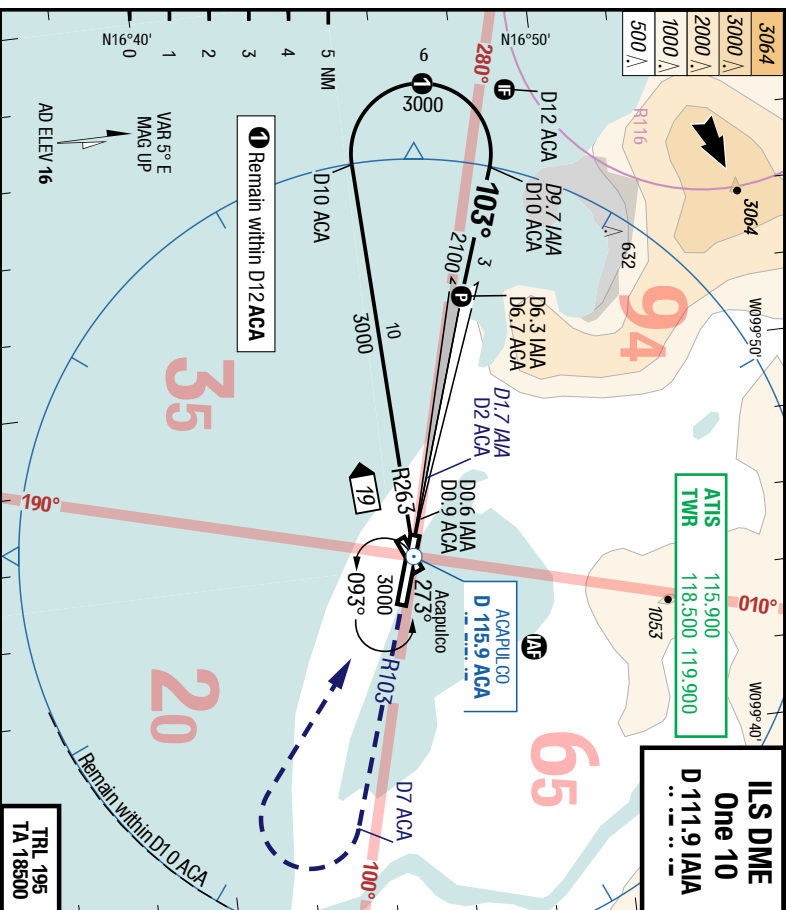 3064
3000
2000
1000
500
N16°40'
0
1
2
3
4
5
NM
6
N16°50'
280°
IF
D12 ACA
R116
3064
1
3000
D10 ACA
D9.7 IAIA
D10 ACA
103°
2100
3
P
632
D6.3 IAIA
D6.7 ACA
94
W099°50'
VAR 5° E
MAG UP
AD ELEV 16
1 Remain within D12 ACA
10
3000
35
D1.7 IAIA
D2 ACA
D0.6 IAIA
D0.9 ACA
R263
19
190°
ATIS 115.900
TWR 118.500 119.900
010°
1053
ACAPULCO
D 115.9 ACA
IAF
Acapulco
273°
3000
093°
R103
20
65
W099°40'
D7 ACA
100°
Remain within D10 ACA
ILS DME
One 10
D 111.9 IAIA
TRL 195
TA 18500